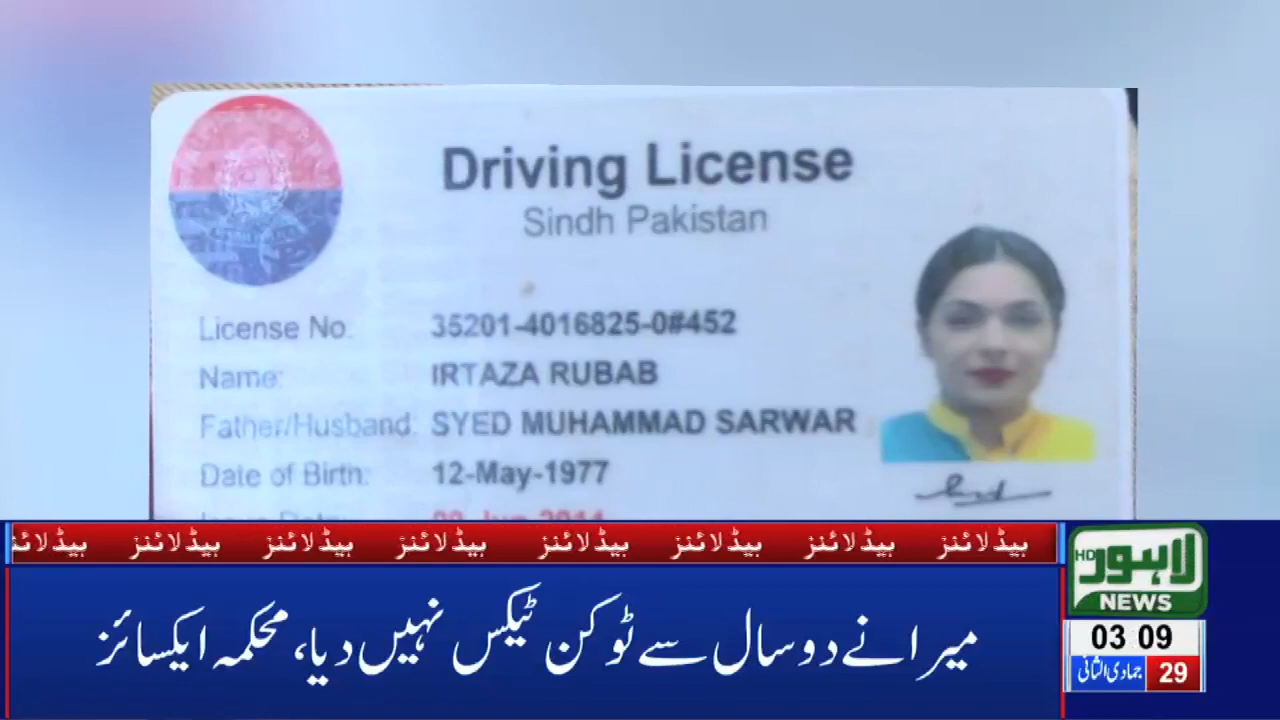 Driving License
Sindh Pakistan
License No. 35201-4016825-0#452
Name: IRTAZA RUBAB
Father/Husband: SYED MUHAMMAD SARWAR
Date of Birth: 12-May-1977
ہیڈلائنز ہیڈلائنز ہیڈلائنز ہیڈلائنز ہیڈلائنز ہیڈلائنز ہیڈلائنز ہیڈلائنز
میرا نے دو سال سے ٹوکن ٹیکس نہیں دیا، محکمہ ایکسائز
لاہور HD
NEWS
03 09
29 جمادی الثانی